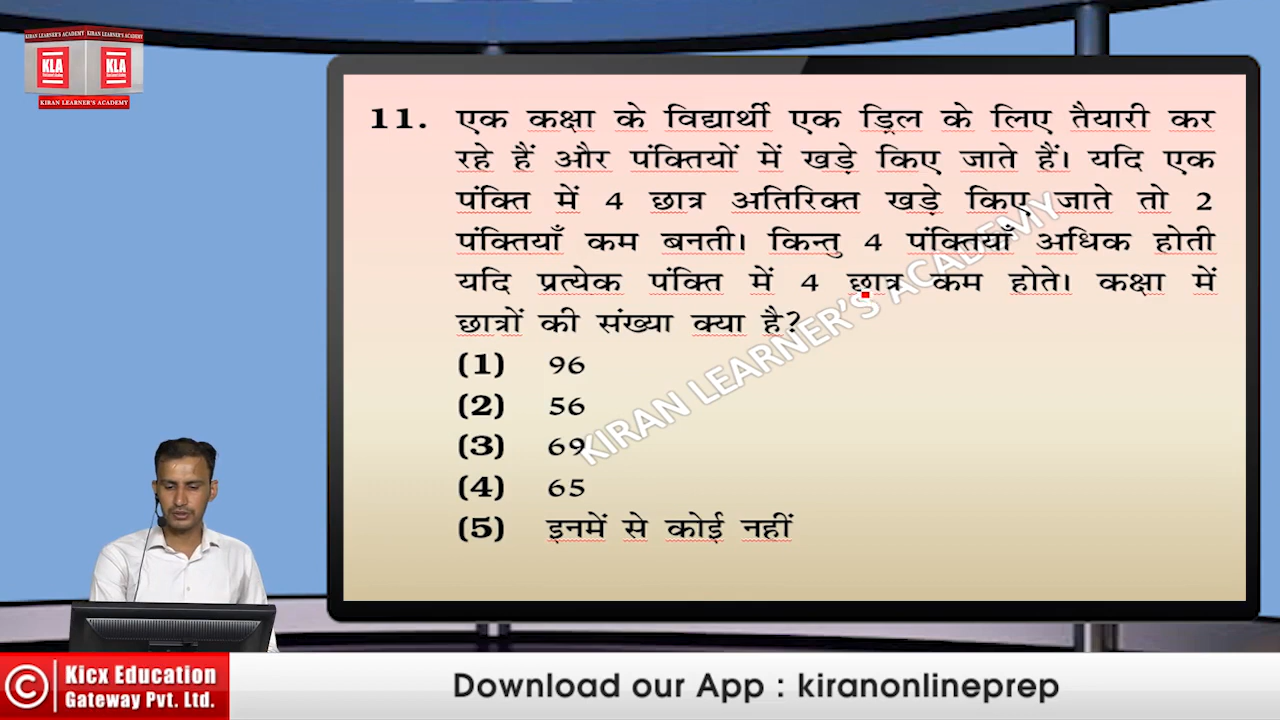 KIRAN LEARNER'S ACADEMY KIRAN LEARNER'S ACADEMY
KLA KLA
KIRAN LEARNER'S ACADEMY
11. एक कक्षा के विद्यार्थी एक ड्रिल के लिए तैयारी कर
रहे हैं और पंक्तियों में खड़े किए जाते हैं। यदि एक
पंक्ति में 4 छात्र अतिरिक्त खड़े किए जाते तो 2
पंक्तियाँ कम बनती। किन्तु 4 पंक्तियाँ अधिक होती
यदि प्रत्येक पंक्ति में 4 छात्र कम होते। कक्षा में
छात्रों की संख्या क्या है?
(1) 96
(2) 56
(3) 69
(4) 65
(5) इनमें से कोई नहीं
KIRAN LEARNER'S ACADEMY
© Kicx Education
Gateway Pvt. Ltd.
Download our App : kiranonlineprep